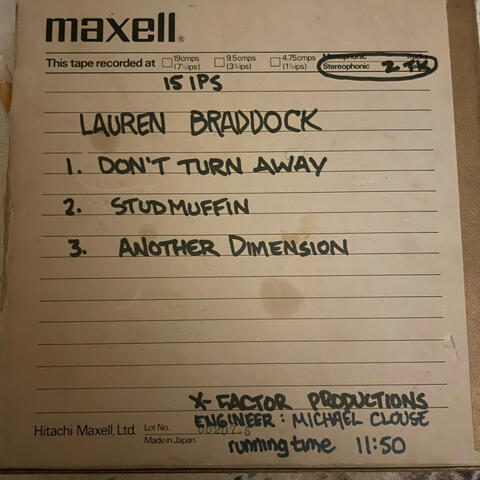 maxell®
This tape recorded at 19cmps (7½ips) 9.5cmps (3¾ips) 4.75cmps (1⅞ips) Stereophonic 2-TK
15 IPS
LAUREN BRADDOCK
1. DON'T TURN AWAY
2. STUDMUFFIN
3. ANOTHER DIMENSION
X-FACTOR PRODUCTIONS
ENGINEER: MICHAEL CLOUSE
Hitachi Maxell, Ltd. Lot No.
Made in Japan
running time 11:50